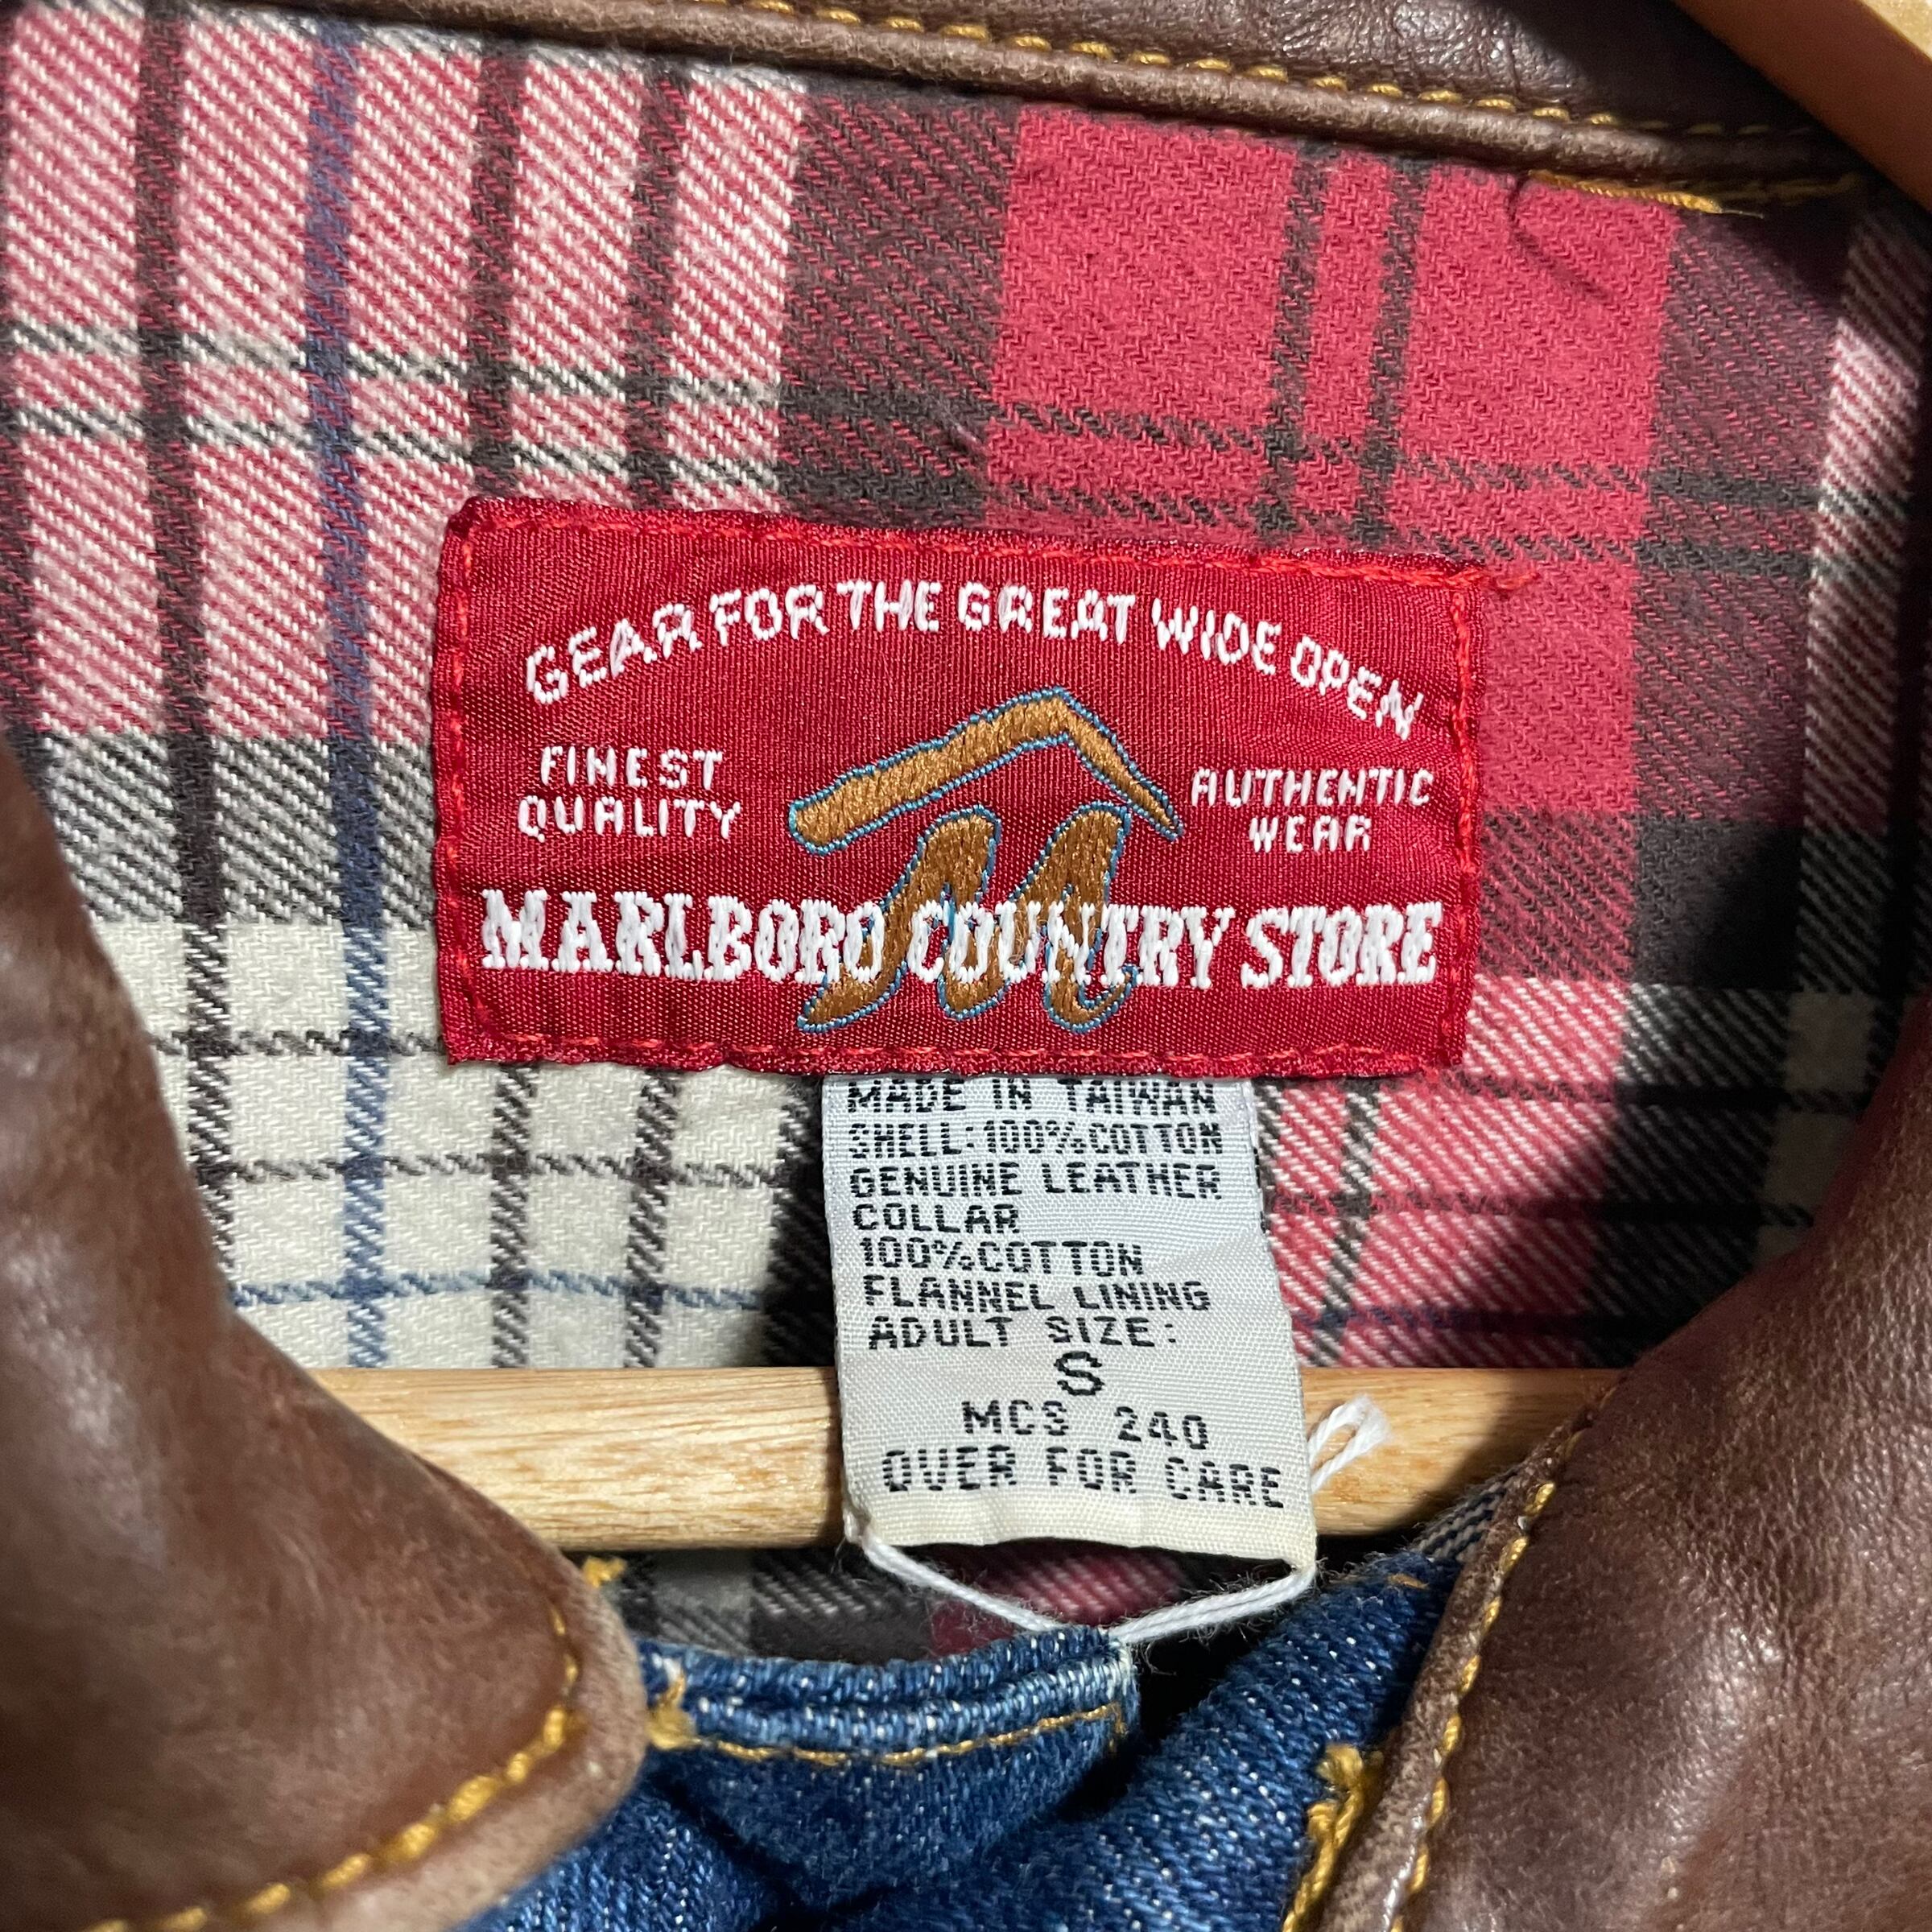 GEAR FOR THE GREAT WIDE OPEN
FINEST
QUALITY
AUTHENTIC
WEAR
M
MARLBORO COUNTRY STORE
MADE IN TAIWAN
SHELL:100%COTTON
GENUINE LEATHER
COLLAR
100%COTTON
FLANNEL LINING
ADULT SIZE:
S
MCS 240
OVER FOR CARE